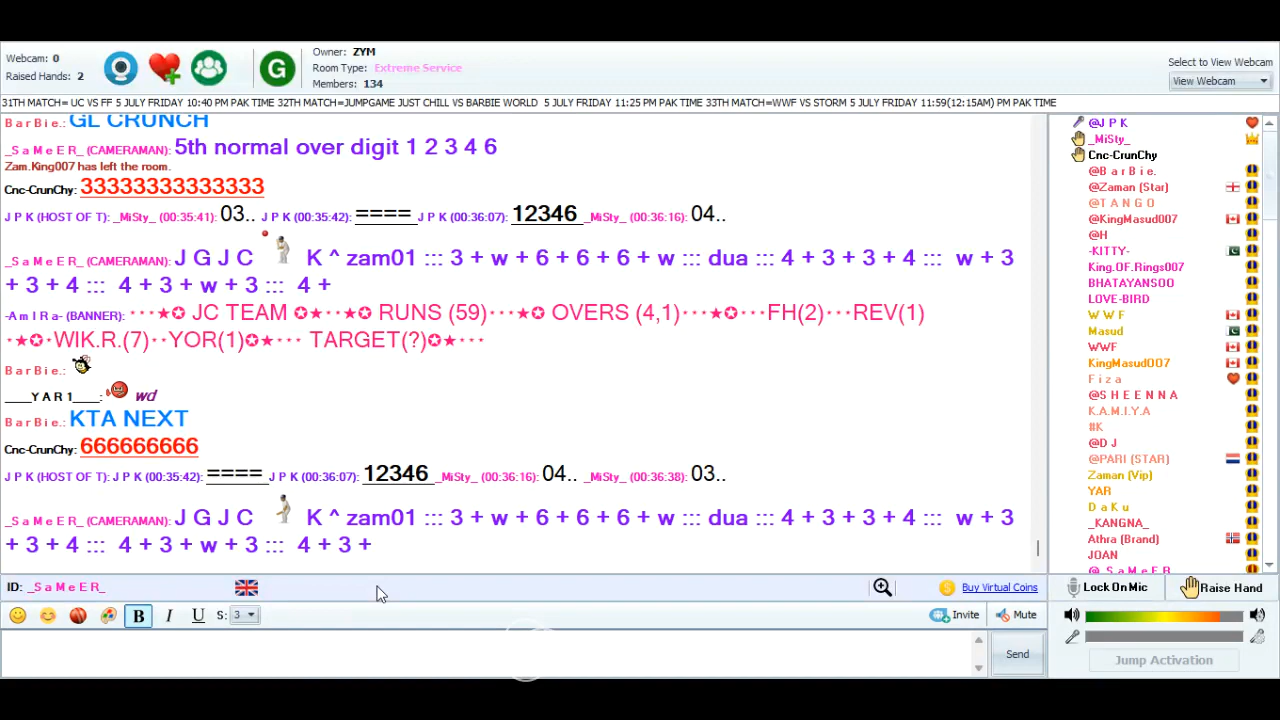 Webcam: 0
Raised Hands: 2
G
Owner: ZYM
Room Type: Extreme Service
Members: 134
Select to View Webcam
View Webcam
31TH MATCH= UC VS FF 5 JULY FRIDAY 10:40 PM PAK TIME 32TH MATCH=JUMPGAME JUST CHILL VS BARBIE WORLD 5 JULY FRIDAY 11:25 PM PAK TIME 33TH MATCH=WWF VS STORM 5 JULY FRIDAY 11:59(12:15AM) PM PAK TIME
B a r B i e .: GL CRUNCH
_S a M e E R_ (CAMERAMAN): 5th normal over digit 1 2 3 4 6
Zam.King007 has left the room.
Cnc-CrunChy: 33333333333333
J P K (HOST OF T): _MiSty_ (00:35:41) 03.. J P K (00:35:42): ==== J P K (00:36:07): 12346 _MiSty_ (00:36:16) 04..
_S a M e E R_ (CAMERAMAN): J G J C K ^ zam01 ::: 3 + w + 6 + 6 + 6 + w ::: dua ::: 4 + 3 + 3 + 4 ::: w + 3
+ 3 + 4 ::: 4 + 3 + w + 3 ::: 4 +
-A m I R a- (BANNER): ···★✪ JC TEAM ✪★··★✪ RUNS (59)···★✪ OVERS (4,1)···★✪···FH(2)···REV(1)
·★✪·WIK.R.(7)··YOR(1)✪★··· TARGET(?)✪★···
B a r B i e .:
____Y A R 1____: wd
B a r B i e .: KTA NEXT
Cnc-CrunChy: 666666666
J P K (HOST OF T): J P K (00:35:42): ==== J P K (00:36:07): 12346 _MiSty_ (00:36:16) 04.. _MiSty_ (00:36:38) 03..
_S a M e E R_ (CAMERAMAN): J G J C K ^ zam01 ::: 3 + w + 6 + 6 + 6 + w ::: dua ::: 4 + 3 + 3 + 4 ::: w + 3
+ 3 + 4 ::: 4 + 3 + w + 3 ::: 4 + 3 +
@J P K
_MiSty_
Cnc-CrunChy
@B a r B i e .
@Zaman (Star)
@T A N G O
@KingMasud007
@H
-KITTY-
King.OF.Rings007
BHATAYANSOO
LOVE-BIRD
W W F
Masud
WWF
KingMasud007
F i z a
@S H E E N N A
K.A.M.I.Y.A
#K
@D J
@PARI (STAR)
Zaman (Vip)
YAR
D a K u
_KANGNA_
Athra (Brand)
JOAN
@_S a M e E R_
ID: _S a M e E R_
Buy Virtual Coins
Lock On Mic
Raise Hand
B I U S: 3
Invite
Mute
Send
Jump Activation